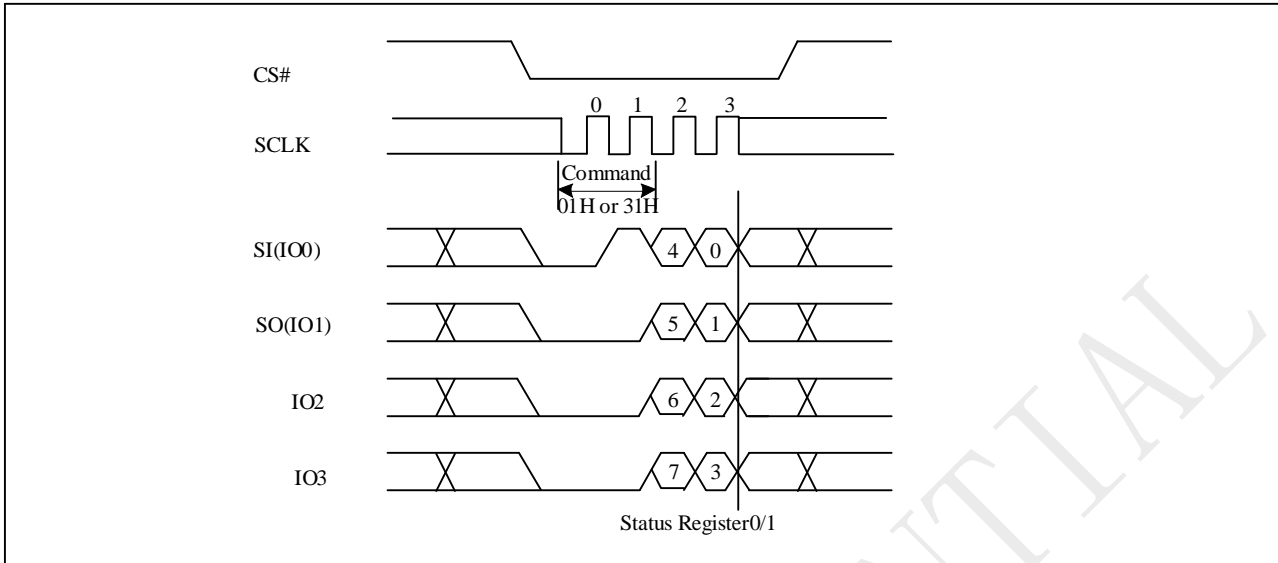 CS#
0 1 2 3
SCLK
Command
01H or 31H
SI(IO0) 4 0
SO(IO1) 5 1
IO2 6 2
IO3 7 3
Status Register0/1
NTIAL